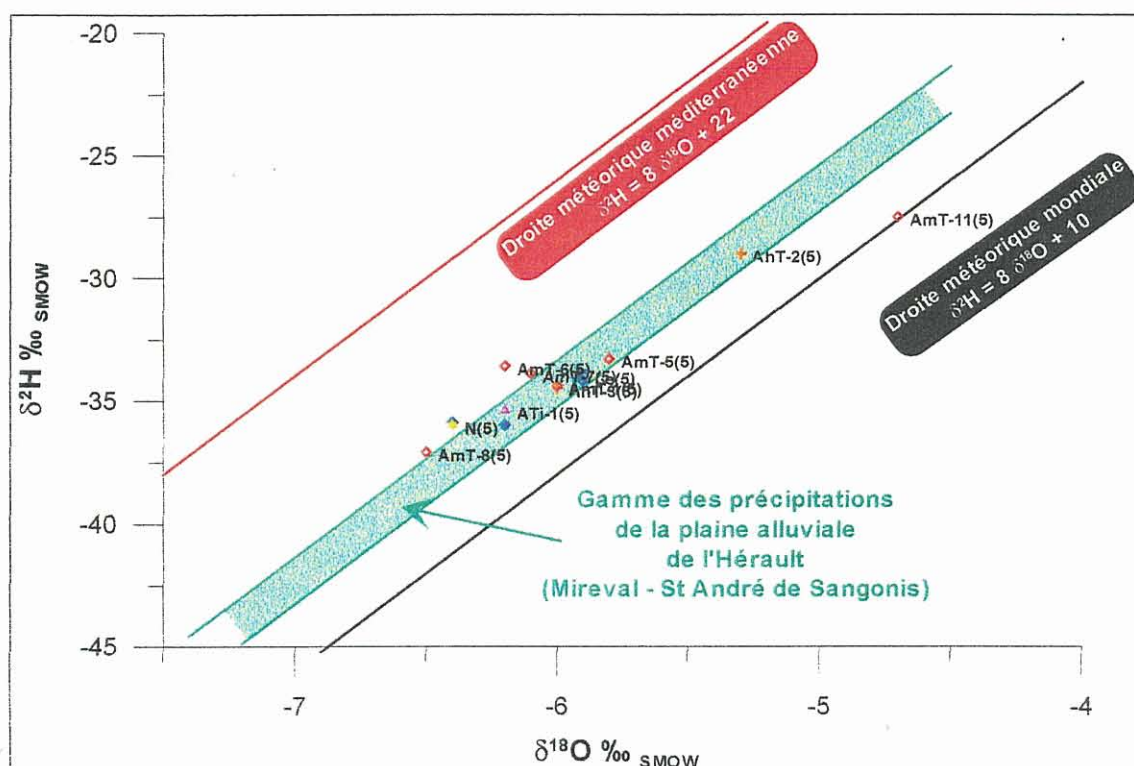 -20
-25
-30
-35
-40
-45
δ²H ‰ SMOW
Droite météorique méditerranéenne
δ²H = 8 δ¹⁸O + 22
Droite météorique mondiale
δ²H = 8 δ¹⁸O + 10
AmT-11(5)
AhT-2(5)
AmT-5(5)
AmT-6(5)
ATi-1(5)
N(5)
AmT-8(5)
Gamme des précipitations
de la plaine alluviale
de l'Hérault
(Mireval - St André de Sangonis)
-7
-6
-5
-4
δ¹⁸O ‰ SMOW